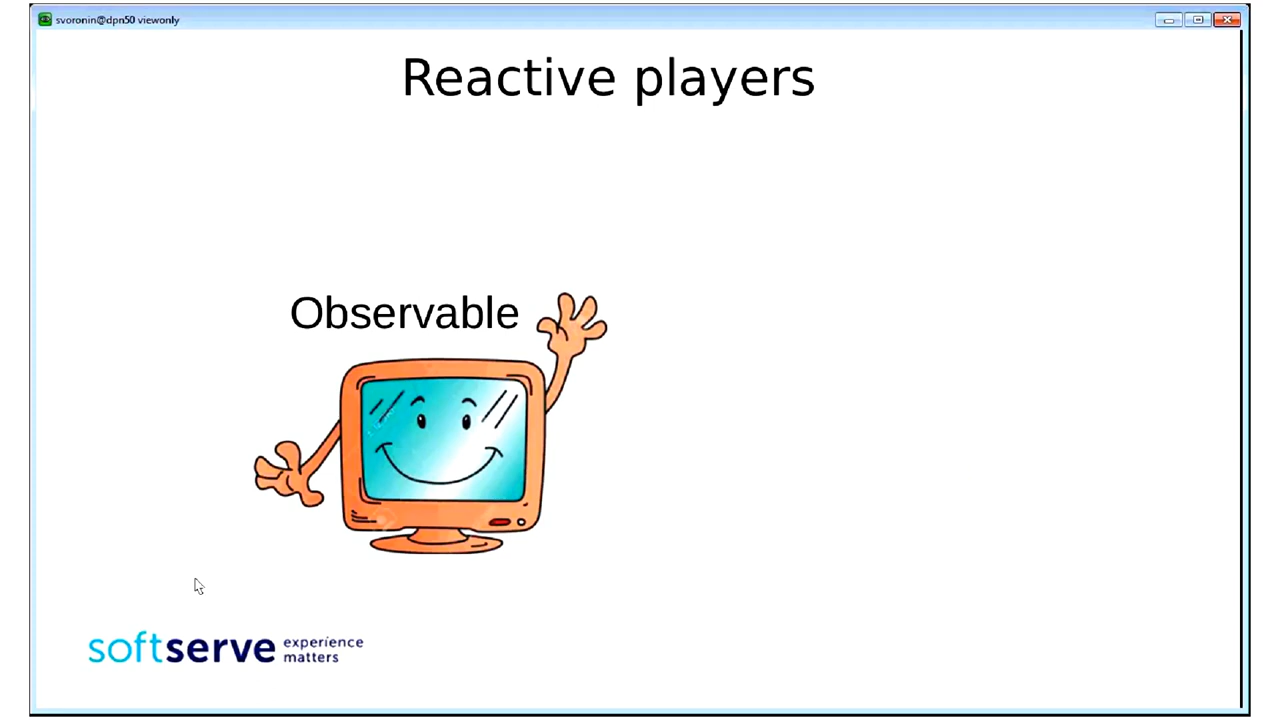 svoronin@dpn50 viewonly
Reactive players
Observable
softserve experience
matters